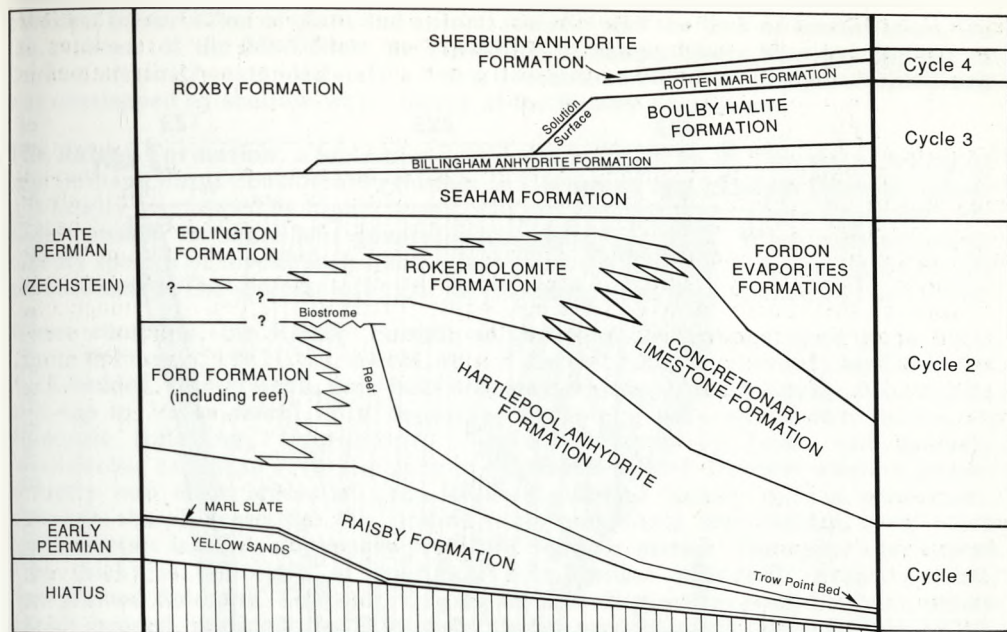 SHERBURN ANHYDRITE
FORMATION
ROTTEN MARL FORMATION
Cycle 4
ROXBY FORMATION
Solution
Surface
BOULBY HALITE
FORMATION
Cycle 3
BILLINGHAM ANHYDRITE FORMATION
SEAHAM FORMATION
LATE
PERMIAN
(ZECHSTEIN)
EDLINGTON
FORMATION
?
?
?
ROKER DOLOMITE
FORMATION
FORDON
EVAPORITES
FORMATION
Biostrome
Reef
FORD FORMATION
(including reef)
HARTLEPOOL ANHYDRITE
FORMATION
CONCRETIONARY
LIMESTONE FORMATION
Cycle 2
MARL SLATE
EARLY
PERMIAN
YELLOW SANDS
RAISBY FORMATION
Trow Point Bed
Cycle 1
HIATUS